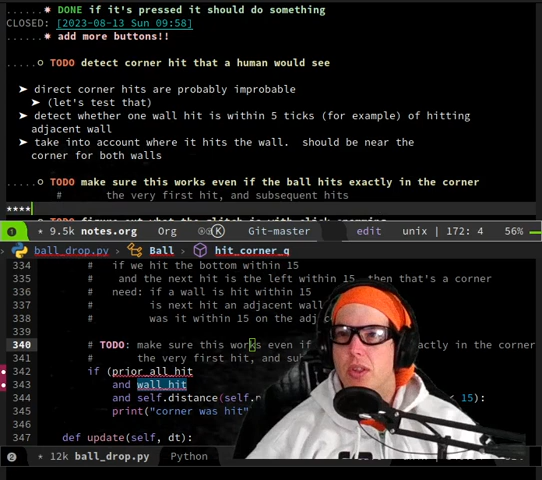 ......✸ DONE if it's pressed it should do something
CLOSED: [2023-08-13 Sun 09:58]
......✸ add more buttons!!
.....○ TODO detect corner hit that a human would see
➤ direct corner hits are probably improbable
➤ (let's test that)
➤ detect whether one wall hit is within 5 ticks (for example) of hitting
adjacent wall
➤ take into account where it hits the wall. should be near the
corner for both walls
.....○ TODO make sure this works even if the ball hits exactly in the corner
# the very first hit, and subsequent hits
****
1 * 9.5k notes.org Org Git-master edit unix | 172: 4 56%
ball_drop.py › Ball › hit_corner_q
334 # if we hit the bottom within 15
335 # and the next hit is the left within 15, then that's a corner
336 # need: if a wall is hit within 15
337 # is next hit an adjacent wall
338 # was it within 15 on the adj
339
340 # TODO: make sure this works even if exactly in the corner
341 # the very first hit, and sub
342 if (prior_all_hit
343 and wall_hit
344 and self.distance(self. < 15):
345 print("corner was hit"
346
347 def update(self, dt):
2 * 12k ball_drop.py Python